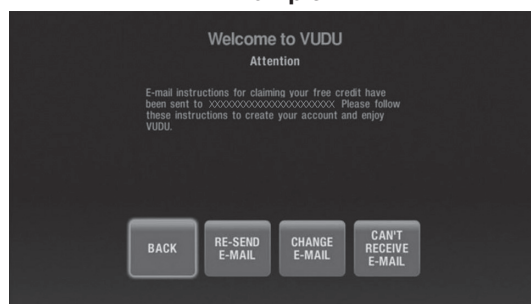 Welcome to VUDU
Attention
E-mail instructions for claiming your free credit have
been sent to XXXXXXXXXXXXXXXXXXXXXXX Please follow
these instructions to create your account and enjoy
VUDU.
BACK
RE-SEND
E-MAIL
CHANGE
E-MAIL
CAN'T
RECEIVE
E-MAIL